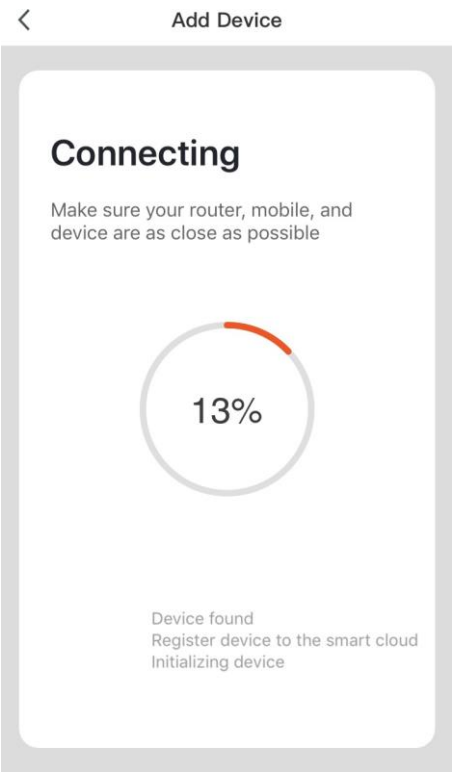 Add Device
Connecting
Make sure your router, mobile, and
device are as close as possible
13%
Device found
Register device to the smart cloud
Initializing device